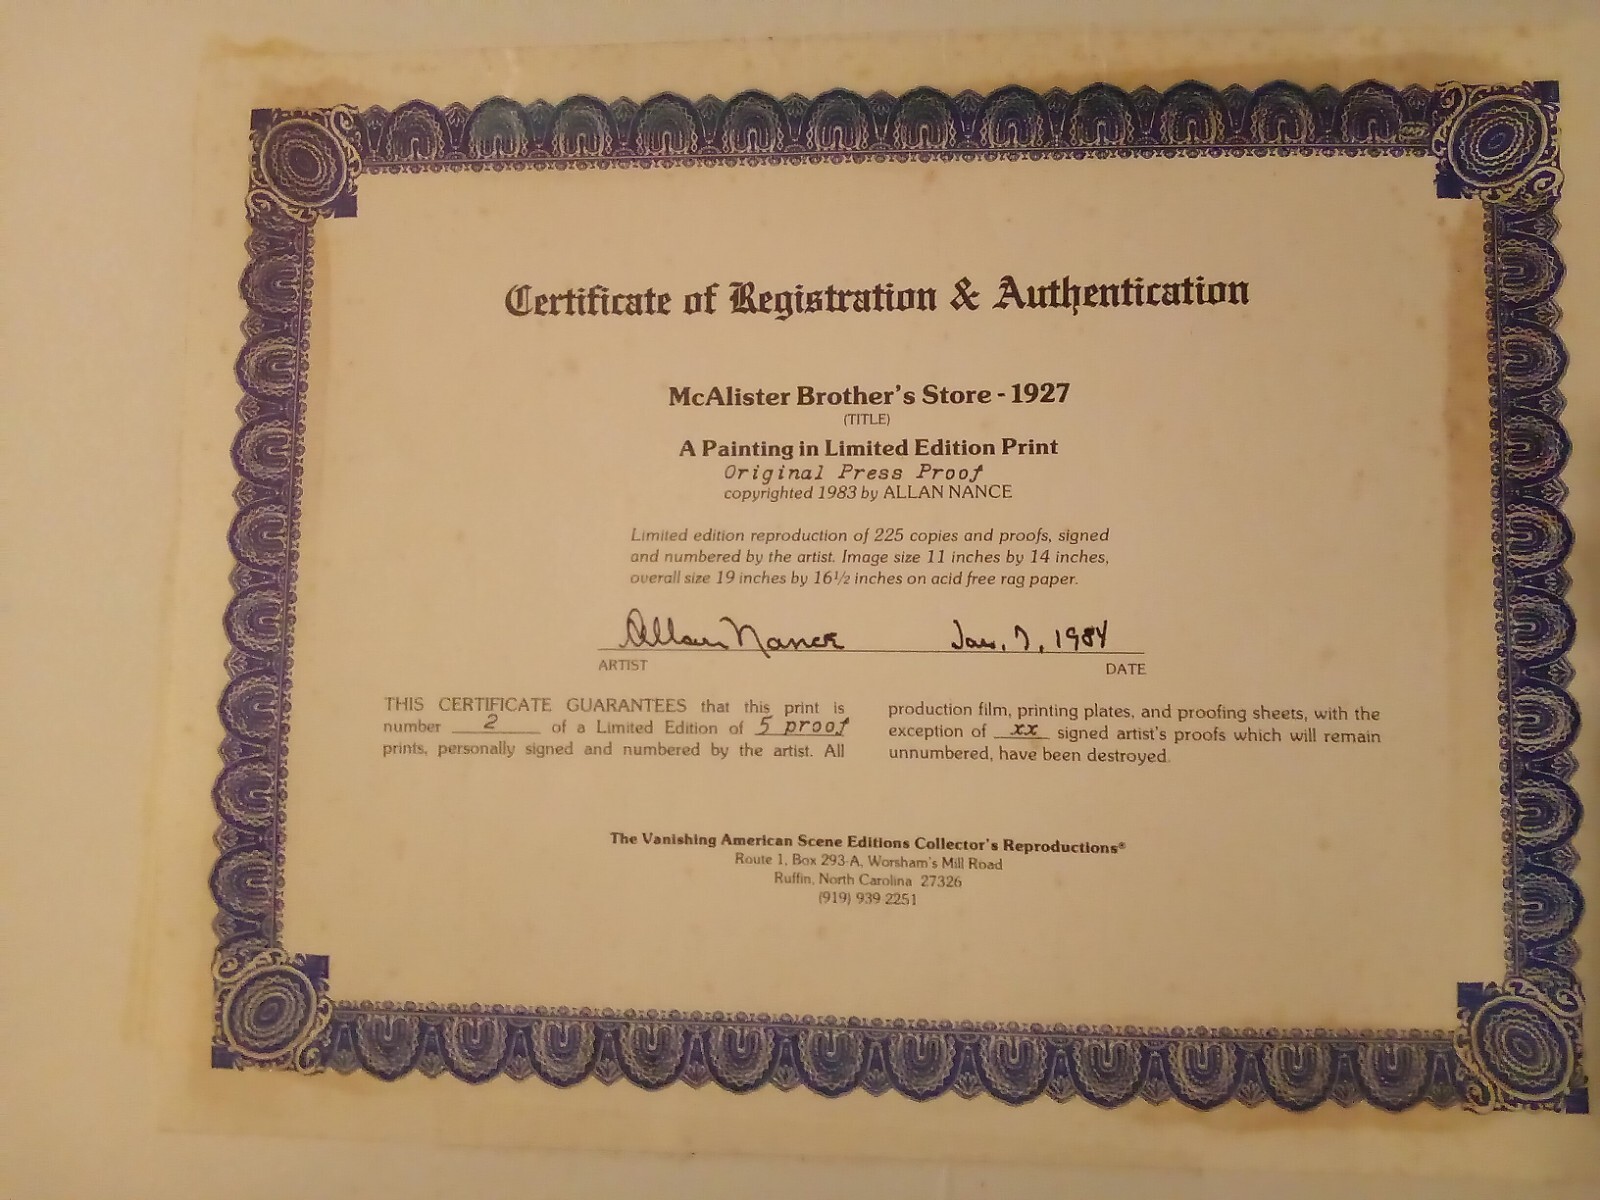 Certificate of Registration & Authentication
McAlister Brother's Store - 1927
(TITLE)
A Painting in Limited Edition Print
Original Press Proof
copyrighted 1983 by ALLAN NANCE
Limited edition reproduction of 225 copies and proofs, signed
and numbered by the artist. Image size 11 inches by 14 inches,
overall size 19 inches by 16½ inches on acid free rag paper.
Allan Nance Jan. 7, 1984
ARTIST DATE
THIS CERTIFICATE GUARANTEES that this print is
number 2 of a Limited Edition of 5 proof
prints, personally signed and numbered by the artist. All
production film, printing plates, and proofing sheets, with the
exception of xx signed artist's proofs which will remain
unnumbered, have been destroyed.
The Vanishing American Scene Editions Collector's Reproductions®
Route 1, Box 293-A, Worsham's Mill Road
Ruffin, North Carolina 27326
(919) 939 2251